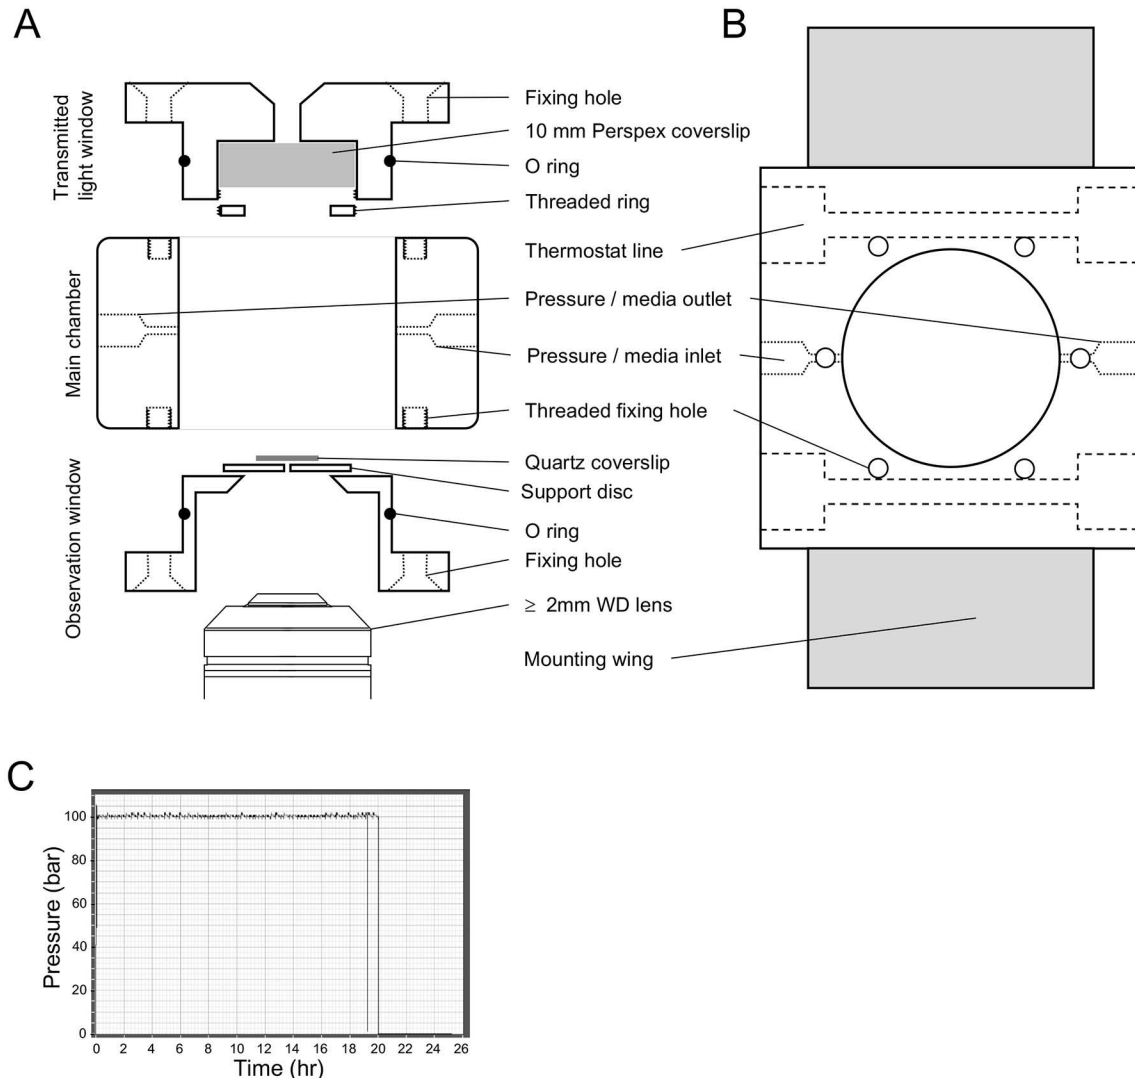 A
B
Transmitted
light window
Fixing hole
10 mm Perspex coverslip
O ring
Threaded ring
Main chamber
Thermostat line
Pressure / media outlet
Pressure / media inlet
Threaded fixing hole
Observation window
Quartz coverslip
Support disc
O ring
Fixing hole
≥ 2mm WD lens
Mounting wing
C
Pressure (bar)
100
80
60
40
20
0
0 2 4 6 8 10 12 14 16 18 20 22 24 26
Time (hr)